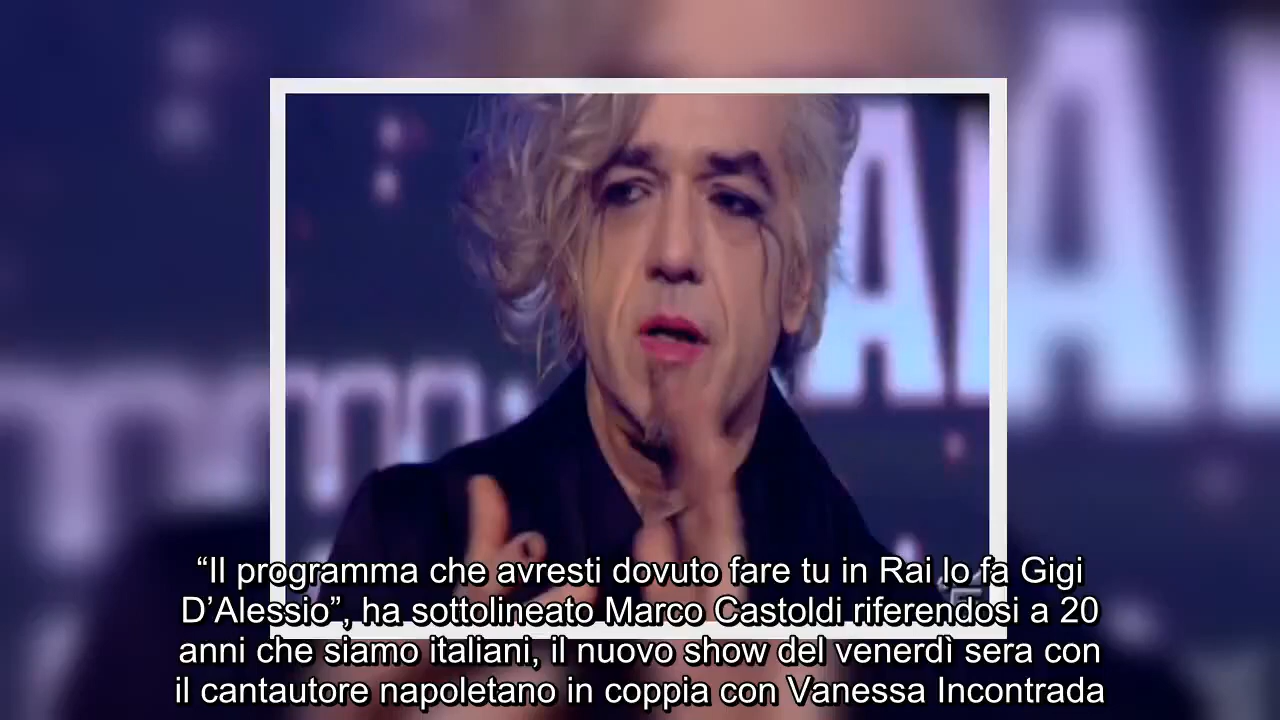 “Il programma che avresti dovuto fare tu in Rai lo fa Gigi
D’Alessio”, ha sottolineato Marco Castoldi riferendosi a 20
anni che siamo italiani, il nuovo show del venerdì sera con
il cantautore napoletano in coppia con Vanessa Incontrada